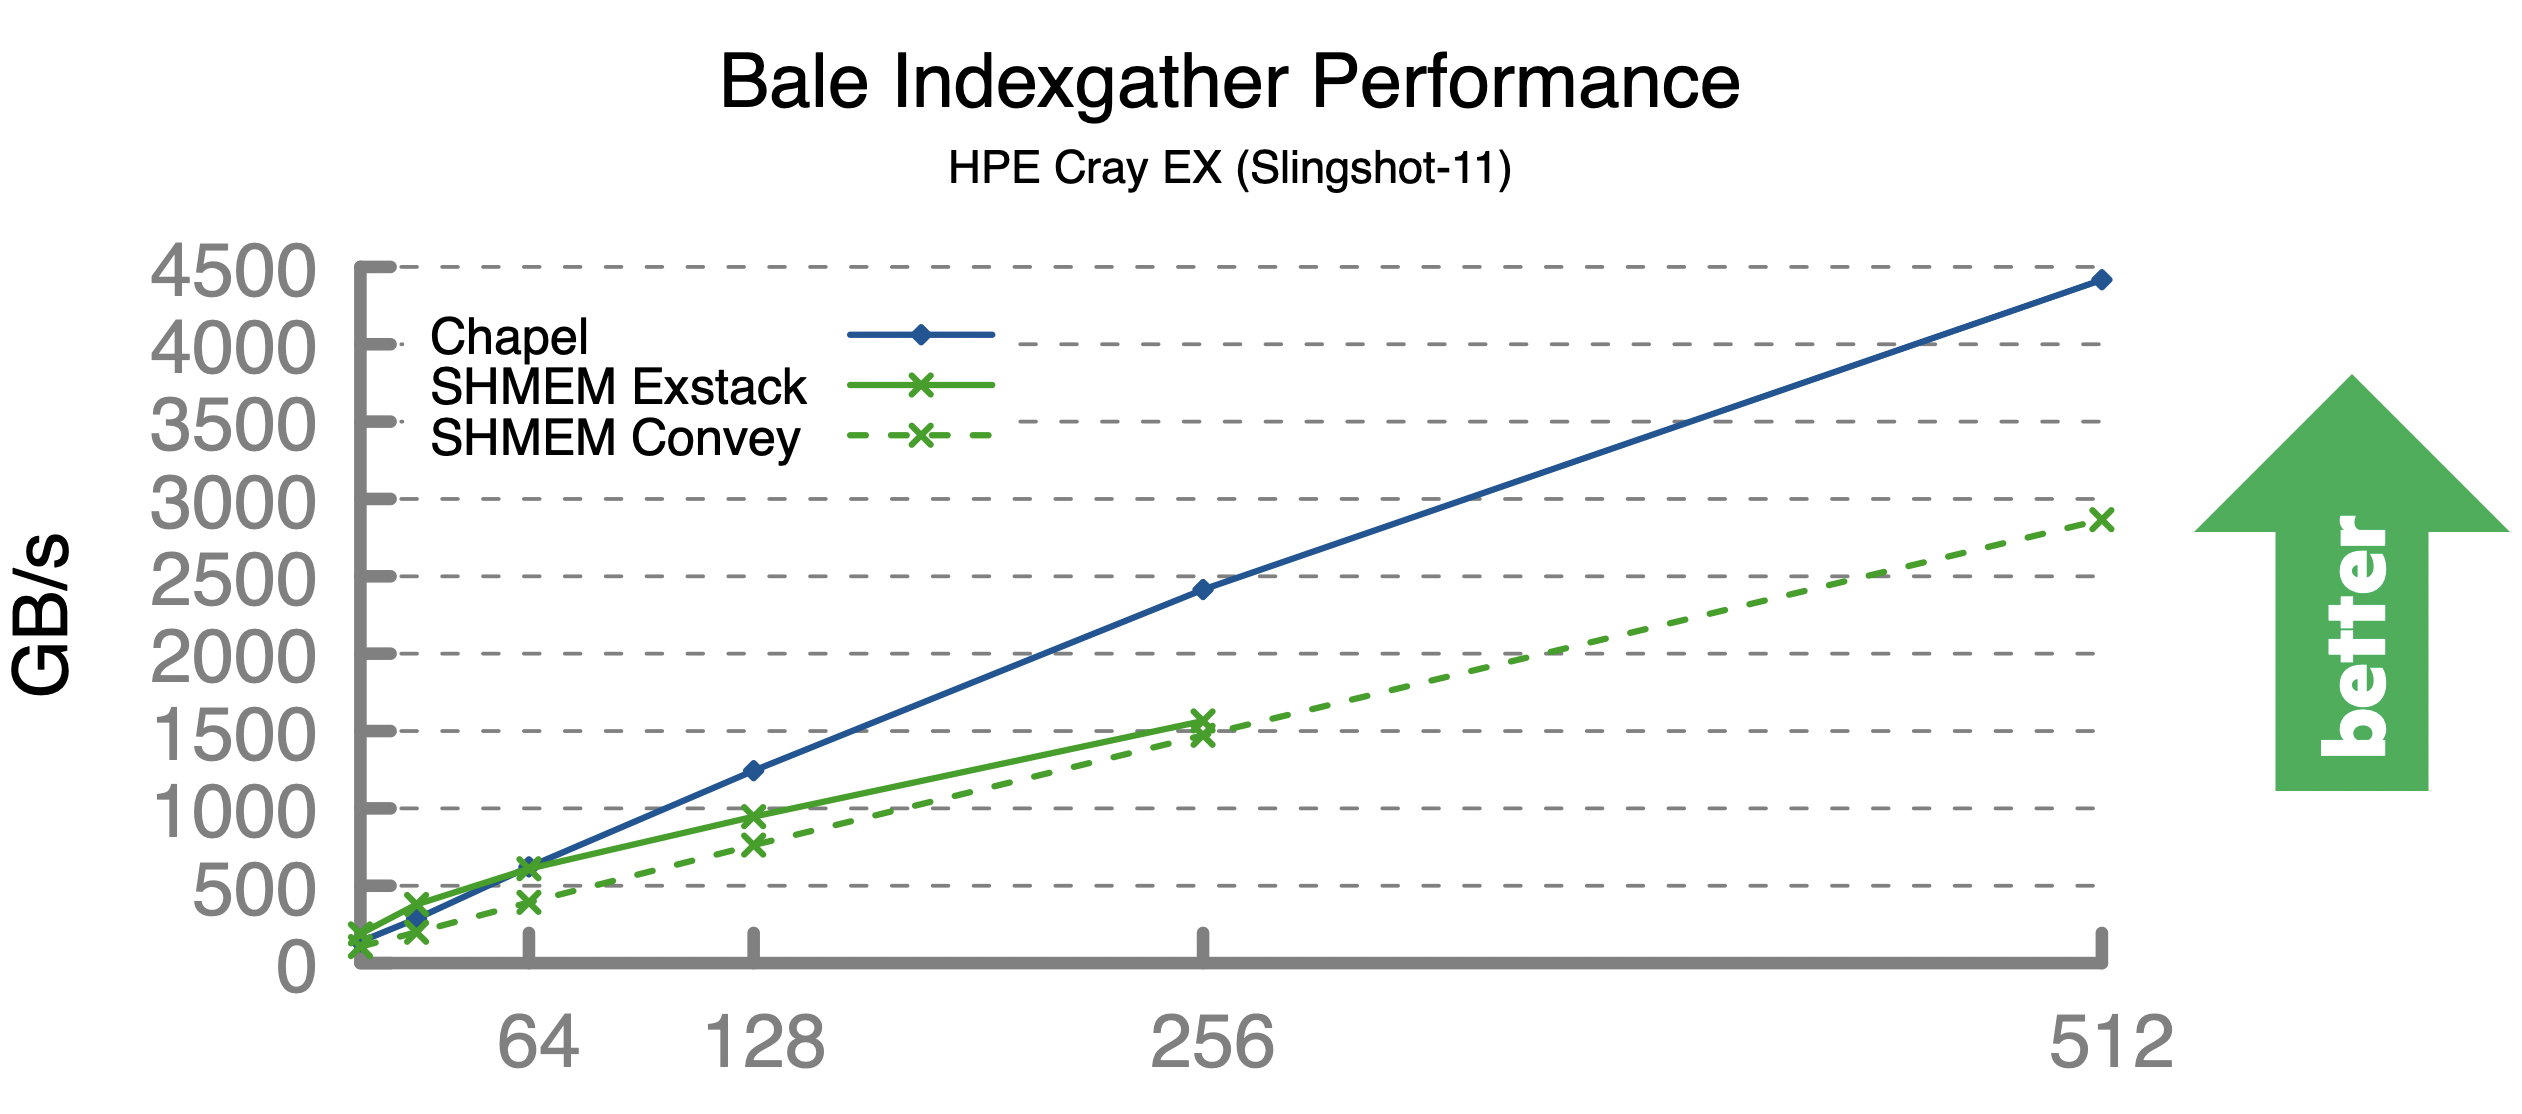 Bale Indexgather Performance
HPE Cray EX (Slingshot-11)
GB/s
4500
4000
3500
3000
2500
2000
1500
1000
500
0
Chapel
SHMEM Exstack
SHMEM Convey
64 128 256 512
better